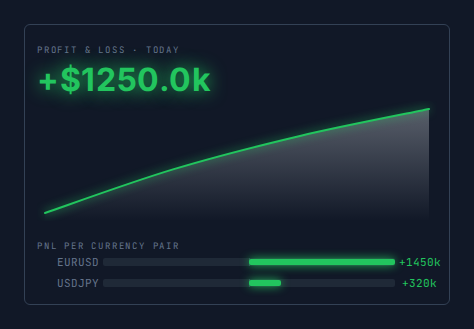 PROFIT & LOSS · TODAY
+$1250.0k
PNL PER CURRENCY PAIR
EURUSD +1450k
USDJPY +320k